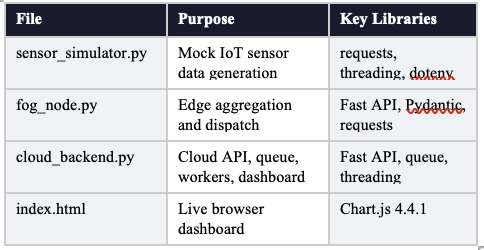 File Purpose Key Libraries
sensor_simulator.py Mock IoT sensor requests,
data generation threading, dotenv
fog_node.py Edge aggregation Fast API, Pydantic,
and dispatch requests
cloud_backend.py Cloud API, queue, Fast API, queue,
workers, dashboard threading
index.html Live browser Chart.js 4.4.1
dashboard